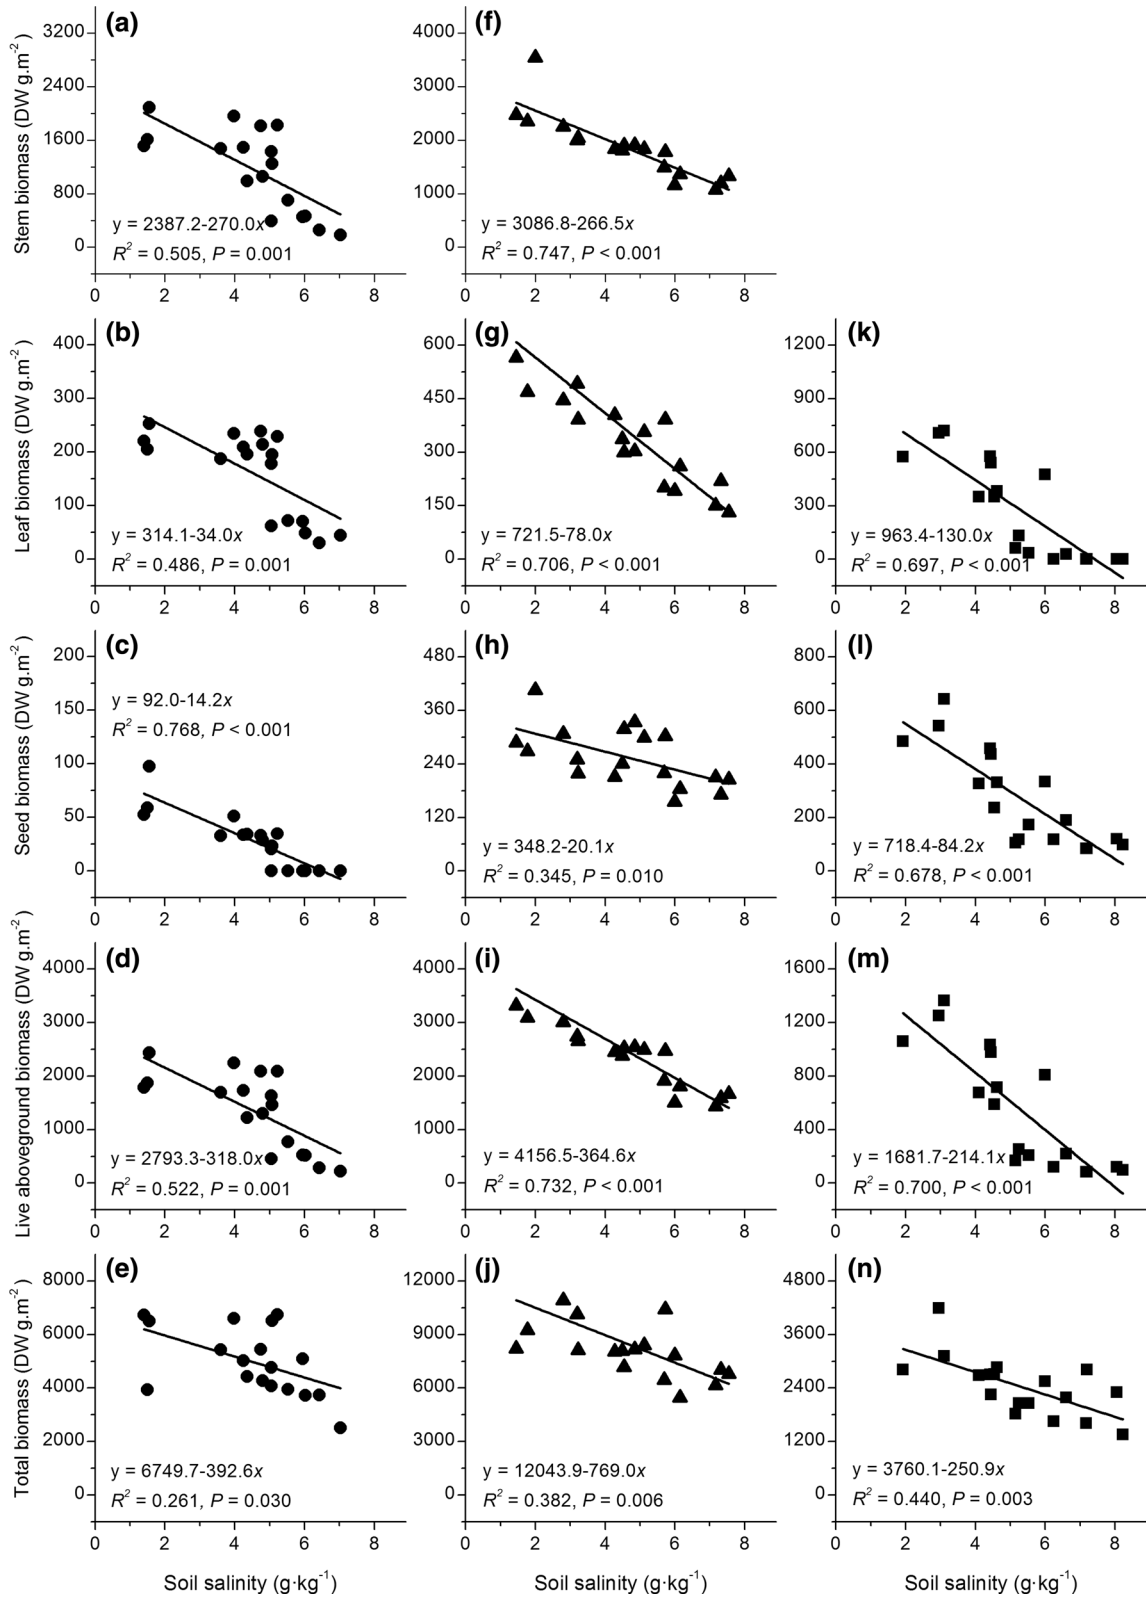 (a)
Stem biomass (DW g.m⁻²)
3200
2400
1600
800
0
y = 2387.2-270.0x
R² = 0.505, P = 0.001
0 2 4 6 8
(f)
4000
3000
2000
1000
0
y = 3086.8-266.5x
R² = 0.747, P < 0.001
0 2 4 6 8
(b)
Leaf biomass (DW g.m⁻²)
400
300
200
100
0
y = 314.1-34.0x
R² = 0.486, P = 0.001
0 2 4 6 8
(g)
600
450
300
150
0
y = 721.5-78.0x
R² = 0.706, P < 0.001
0 2 4 6 8
(k)
1200
900
600
300
0
y = 963.4-130.0x
R² = 0.697, P < 0.001
0 2 4 6 8
(c)
Seed biomass (DW g.m⁻²)
200
150
100
50
0
y = 92.0-14.2x
R² = 0.768, P < 0.001
0 2 4 6 8
(h)
480
360
240
120
0
y = 348.2-20.1x
R² = 0.345, P = 0.010
0 2 4 6 8
(l)
800
600
400
200
0
y = 718.4-84.2x
R² = 0.678, P < 0.001
0 2 4 6 8
(d)
Live aboveground biomass (DW g.m⁻²)
4000
3000
2000
1000
0
y = 2793.3-318.0x
R² = 0.522, P = 0.001
0 2 4 6 8
(i)
4000
3000
2000
1000
0
y = 4156.5-364.6x
R² = 0.732, P < 0.001
0 2 4 6 8
(m)
1600
1200
800
400
0
y = 1681.7-214.1x
R² = 0.700, P < 0.001
0 2 4 6 8
(e)
Total biomass (DW g.m⁻²)
8000
6000
4000
2000
0
y = 6749.7-392.6x
R² = 0.261, P = 0.030
0 2 4 6 8
Soil salinity (g·kg⁻¹)
(j)
12000
9000
6000
3000
0
y = 12043.9-769.0x
R² = 0.382, P = 0.006
0 2 4 6 8
Soil salinity (g·kg⁻¹)
(n)
4800
3600
2400
1200
0
y = 3760.1-250.9x
R² = 0.440, P = 0.003
0 2 4 6 8
Soil salinity (g·kg⁻¹)